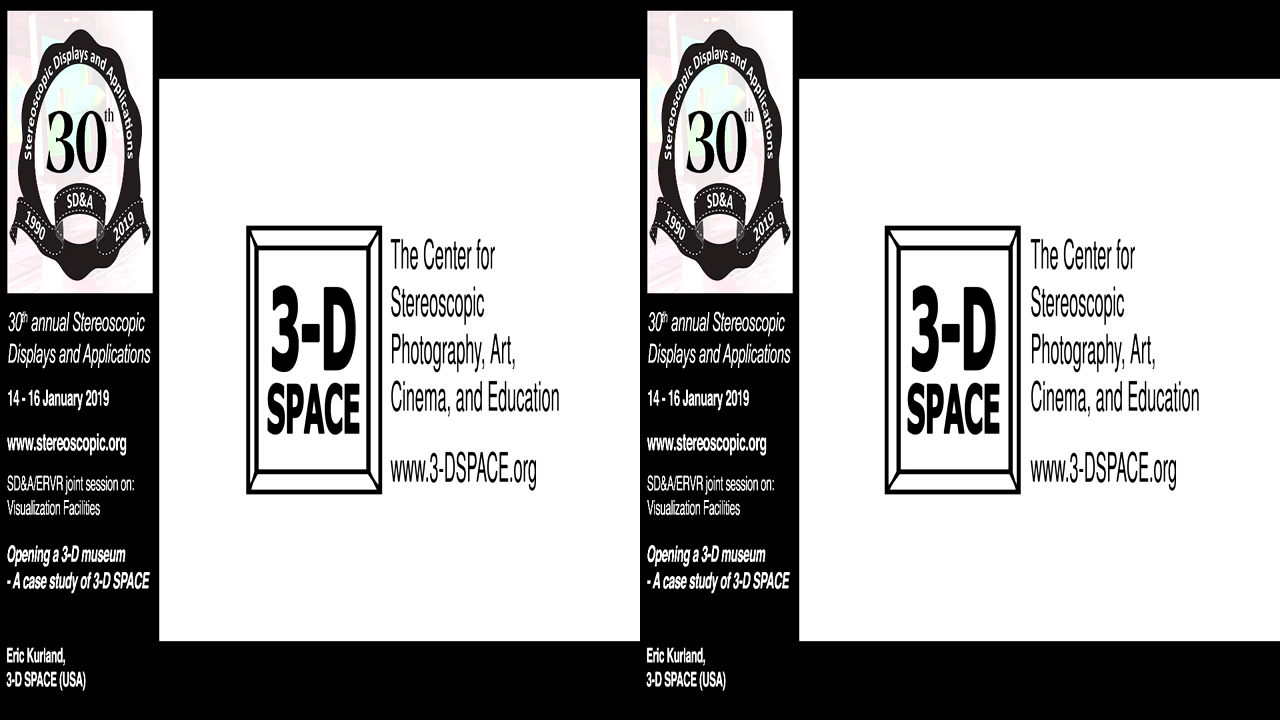 Stereoscopic Displays and Applications
30th
SD&A
1990
2019
30th annual Stereoscopic
Displays and Applications
14 - 16 January 2019
www.stereoscopic.org
SD&A/ERVR joint session on:
Visualization Facilities
Opening a 3-D museum
- A case study of 3-D SPACE
Eric Kurland,
3-D SPACE (USA)
3-D
SPACE
The Center for
Stereoscopic
Photography, Art,
Cinema, and Education
www.3-DSPACE.org
Stereoscopic Displays and Applications
30th
SD&A
1990
2019
30th annual Stereoscopic
Displays and Applications
14 - 16 January 2019
www.stereoscopic.org
SD&A/ERVR joint session on:
Visualization Facilities
Opening a 3-D museum
- A case study of 3-D SPACE
Eric Kurland,
3-D SPACE (USA)
3-D
SPACE
The Center for
Stereoscopic
Photography, Art,
Cinema, and Education
www.3-DSPACE.org